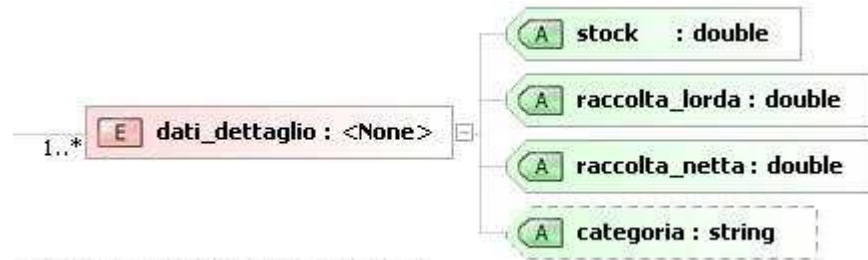 A stock : double
A raccolta_lorda : double
1..* E dati_dettaglio : <None>
A raccolta_netta : double
A categoria : string